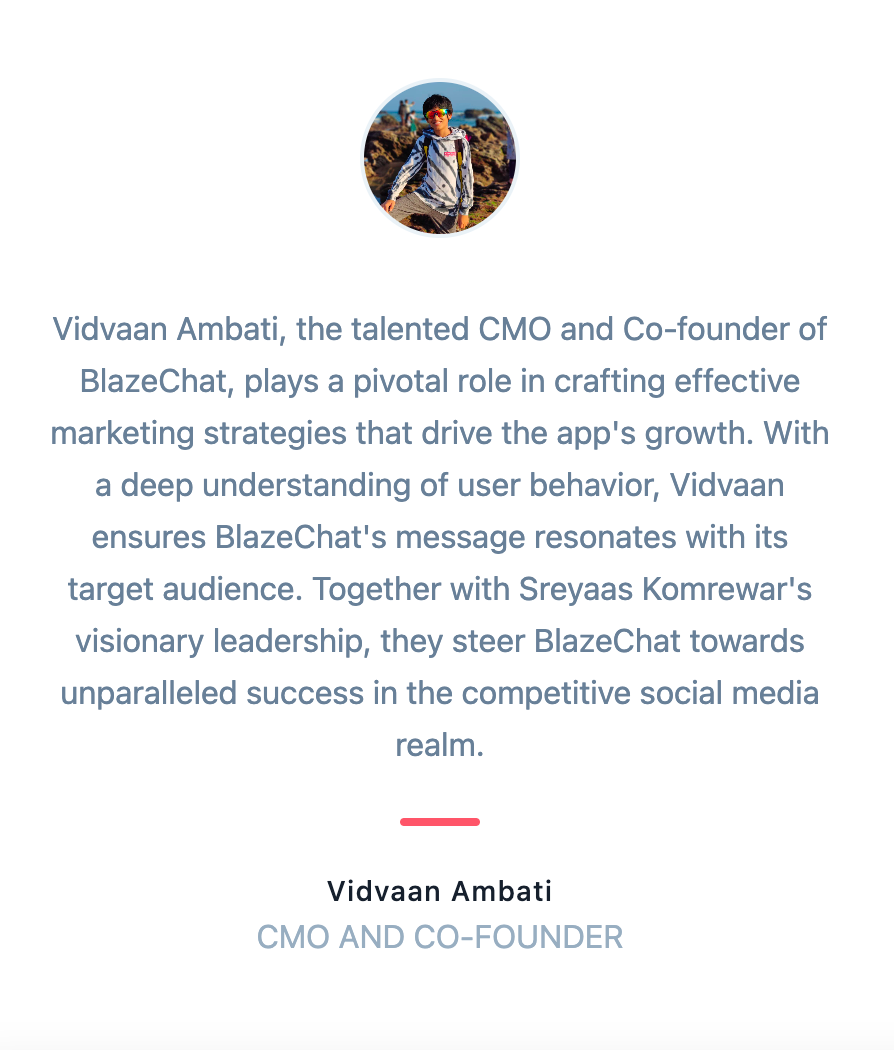 Vidvaan Ambati, the talented CMO and Co-founder of
BlazeChat, plays a pivotal role in crafting effective
marketing strategies that drive the app's growth. With
a deep understanding of user behavior, Vidvaan
ensures BlazeChat's message resonates with its
target audience. Together with Sreyaas Komrewar's
visionary leadership, they steer BlazeChat towards
unparalleled success in the competitive social media
realm.
Vidvaan Ambati
CMO AND CO-FOUNDER